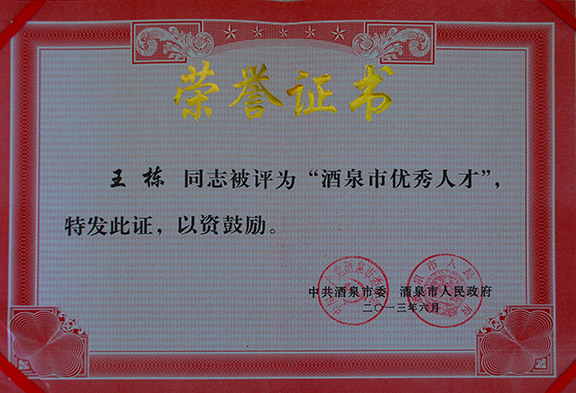 荣誉证书
王栋 同志被评为“酒泉市优秀人才”，
特发此证，以资鼓励。
中共酒泉市委 酒泉市人民政府
二〇一三年六月